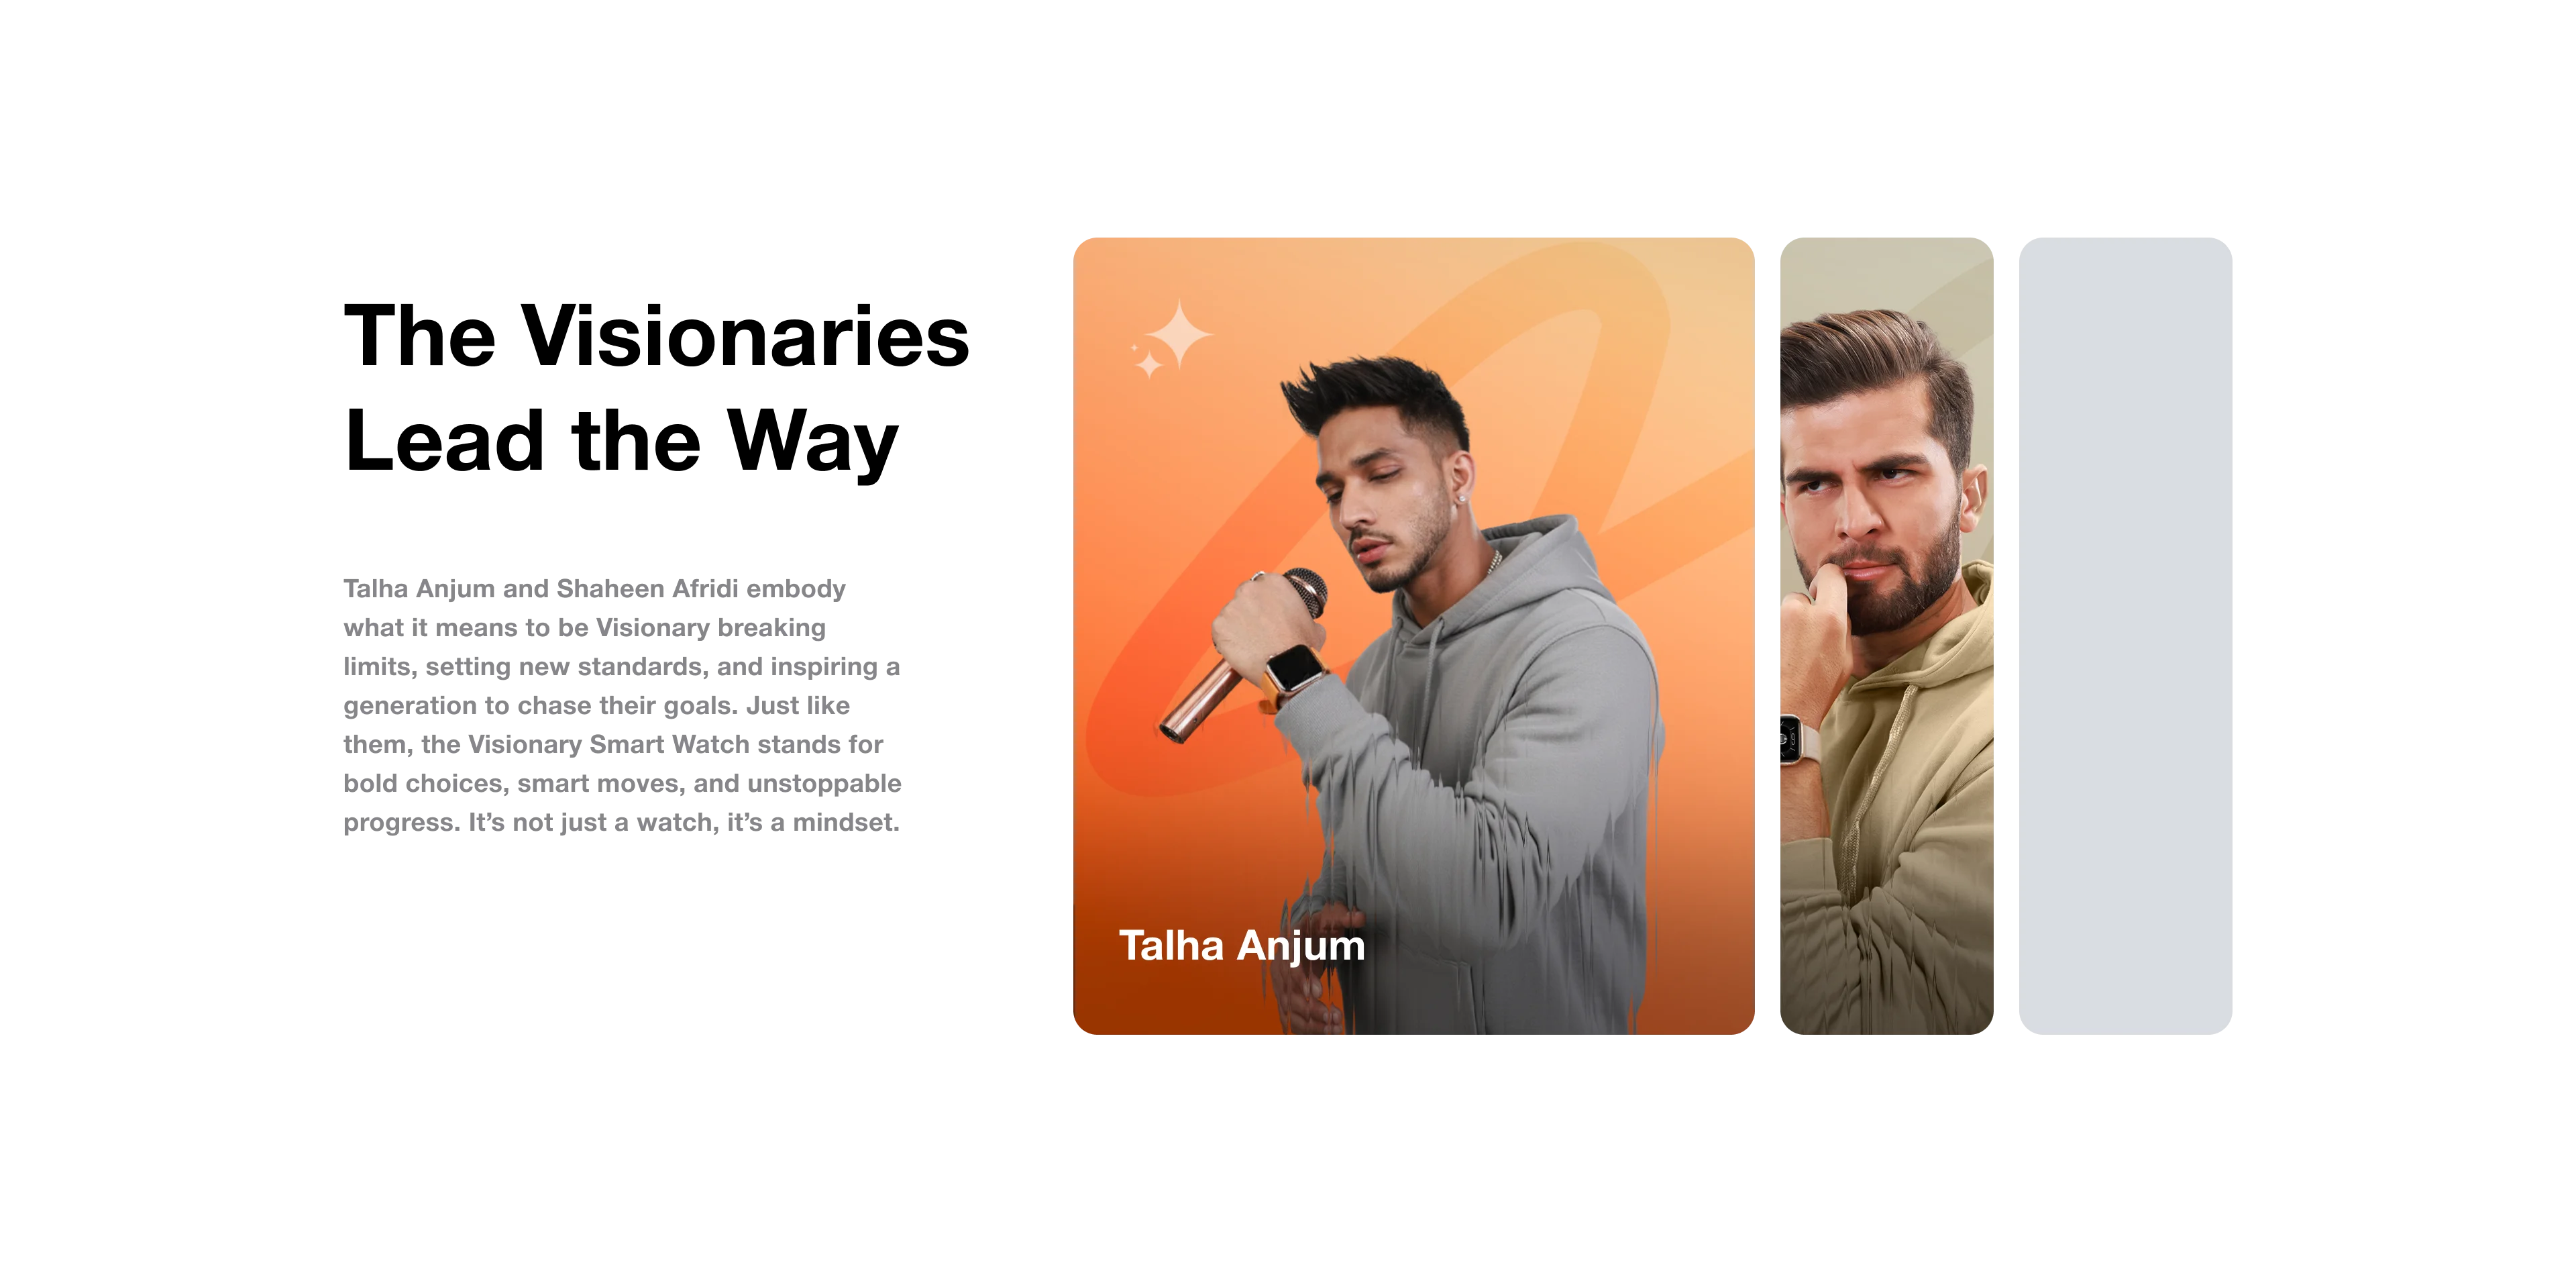 The Visionaries
Lead the Way
Talha Anjum and Shaheen Afridi embody
what it means to be Visionary breaking
limits, setting new standards, and inspiring a
generation to chase their goals. Just like
them, the Visionary Smart Watch stands for
bold choices, smart moves, and unstoppable
progress. It’s not just a watch, it’s a mindset.
Talha Anjum